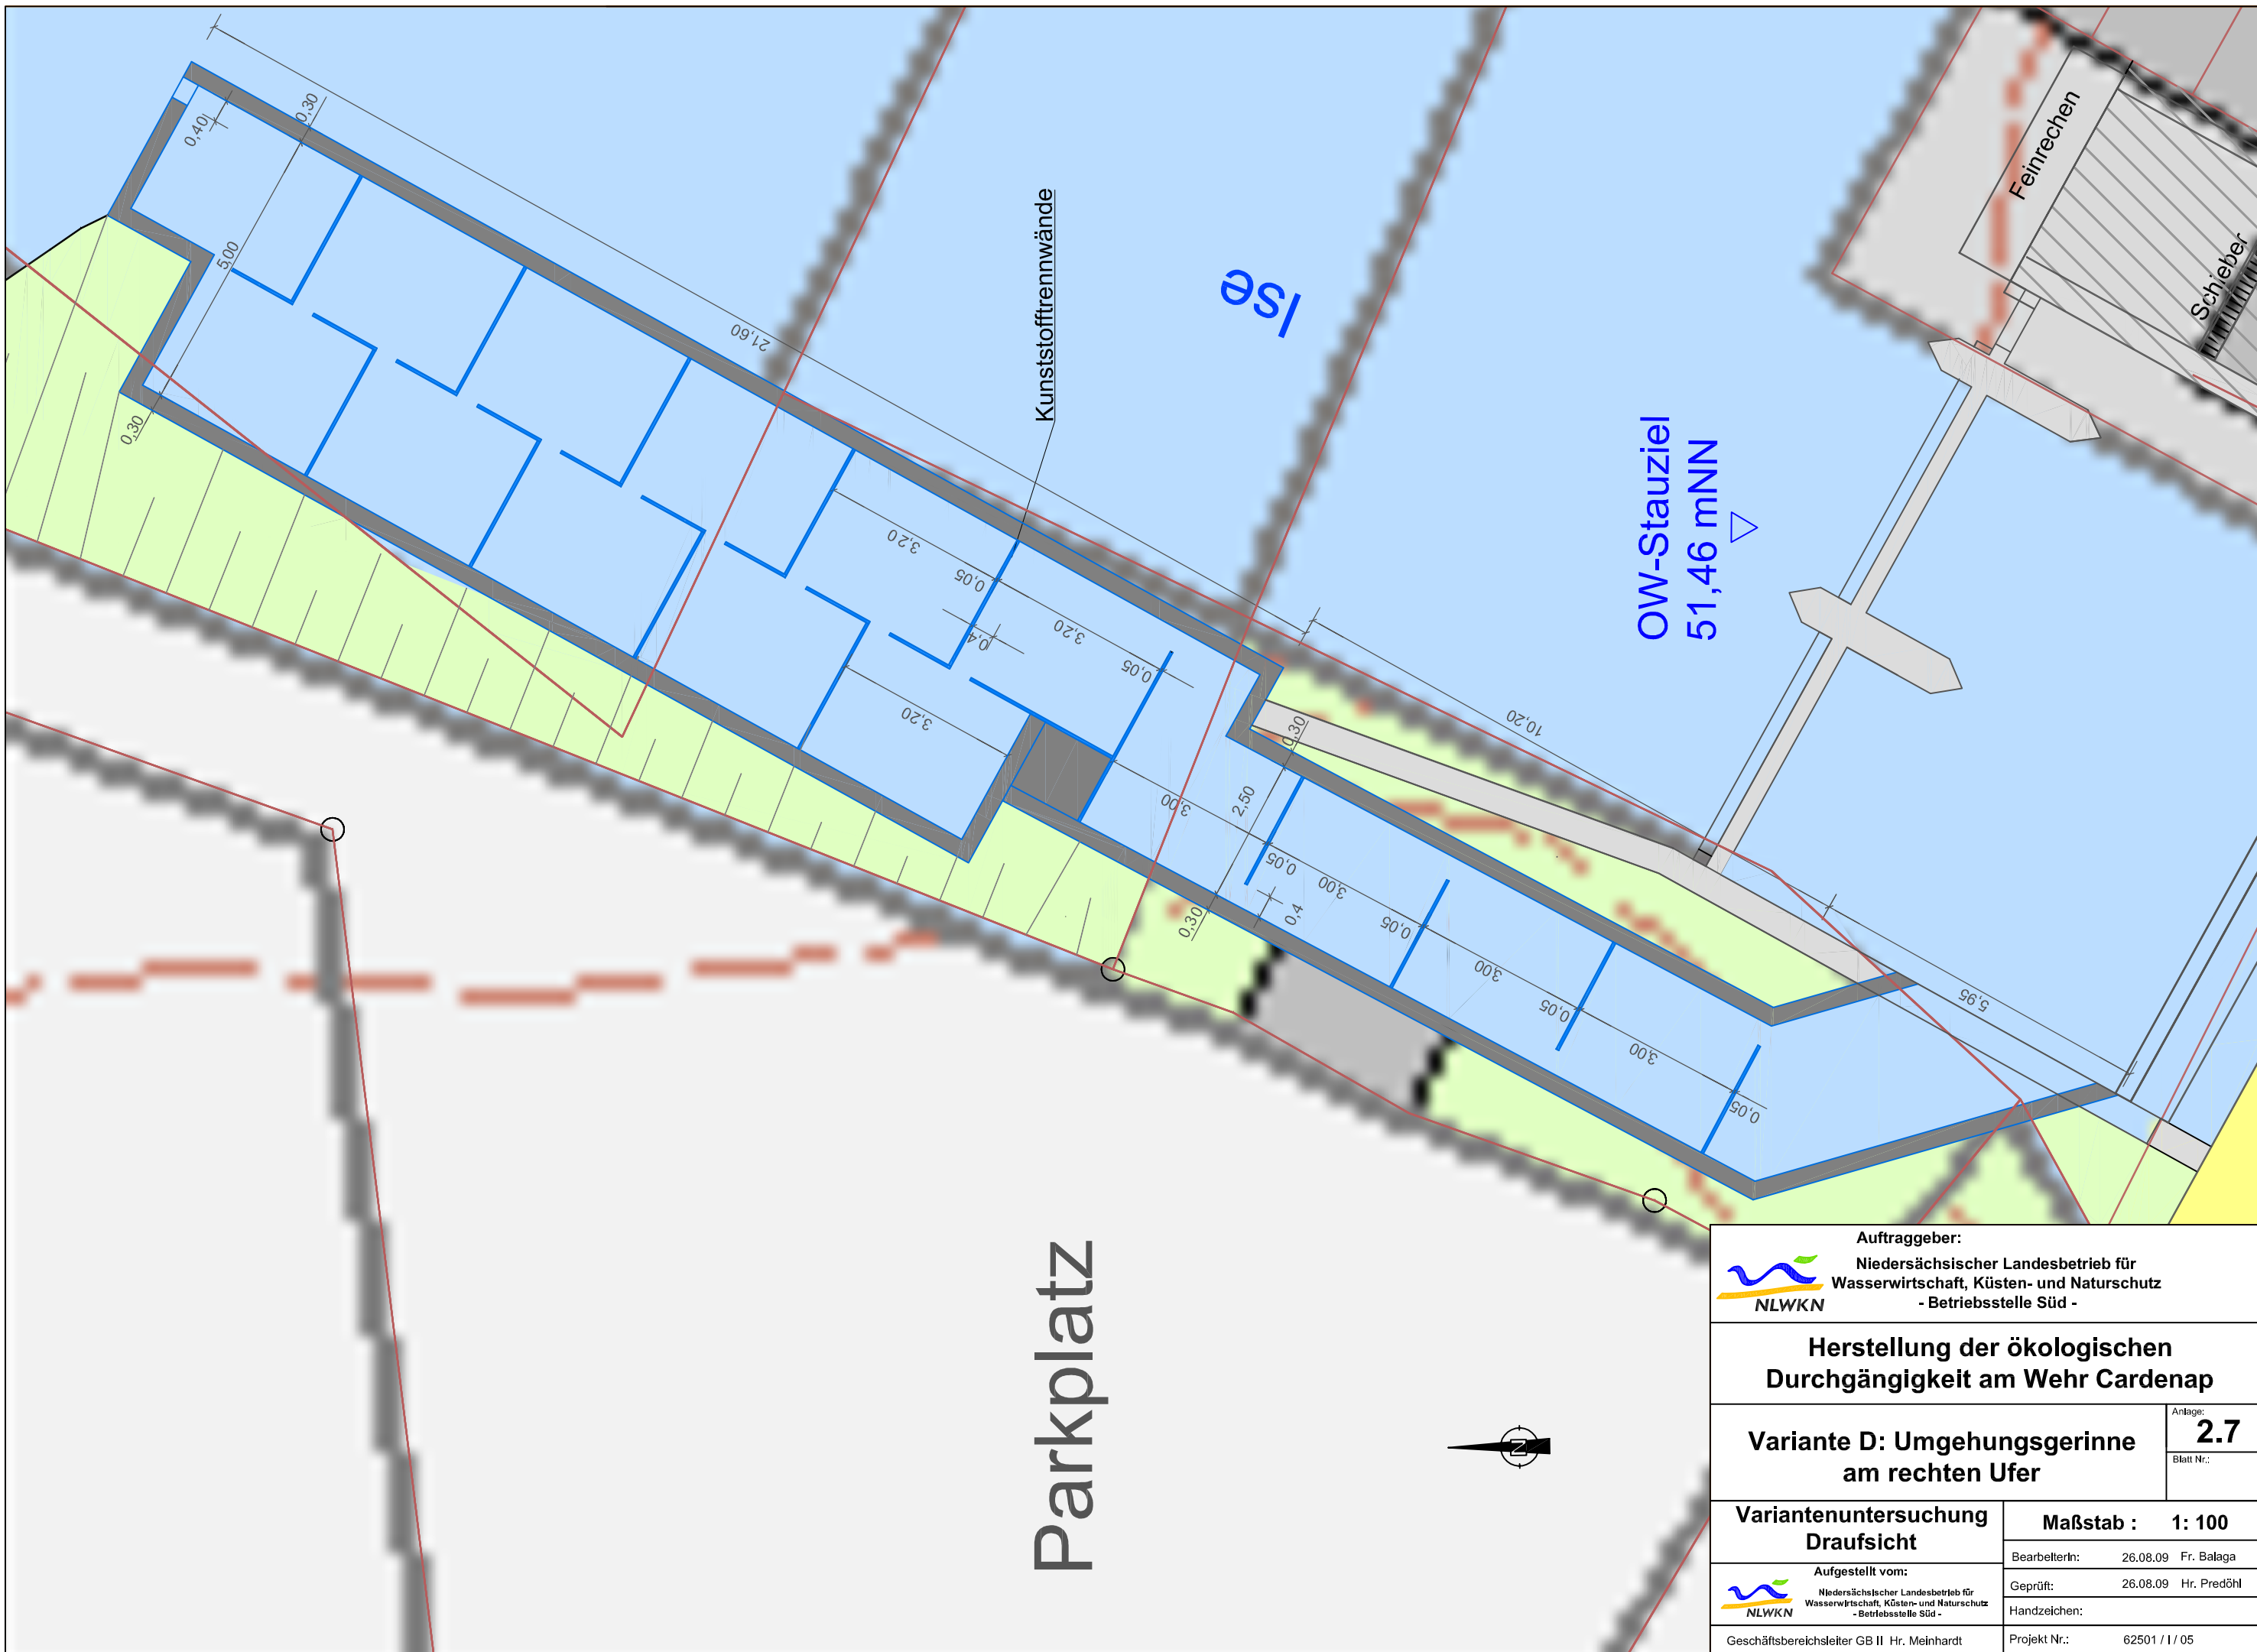 0,40
0,30
5,00
0,30
21,60
Kunststofftrennwände
Ise
OW-Stauziel
51,46 mNN
Feinrechen
Schieber
3,20
0,05
0,4
3,20
0,05
3,20
10,20
0,30
2,50
3,00
0,05
3,00
0,30
0,4
0,05
3,00
0,05
3,00
0,05
5,95
Parkplatz
N
Auftraggeber:
Niedersächsischer Landesbetrieb für
Wasserwirtschaft, Küsten- und Naturschutz
- Betriebsstelle Süd -
NLWKN
Herstellung der ökologischen
Durchgängigkeit am Wehr Cardenap
Variante D: Umgehungsgerinne
am rechten Ufer
Anlage:
2.7
Blatt Nr.:
Variantenuntersuchung
Draufsicht
Maßstab : 1: 100
BearbeiterIn: 26.08.09 Fr. Balaga
Geprüft: 26.08.09 Hr. Predöhl
Handzeichen:
Projekt Nr.: 62501 / I / 05
Aufgestellt vom:
Niedersächsischer Landesbetrieb für
Wasserwirtschaft, Küsten- und Naturschutz
- Betriebsstelle Süd -
NLWKN
Geschäftsbereichsleiter GB II Hr. Meinhardt